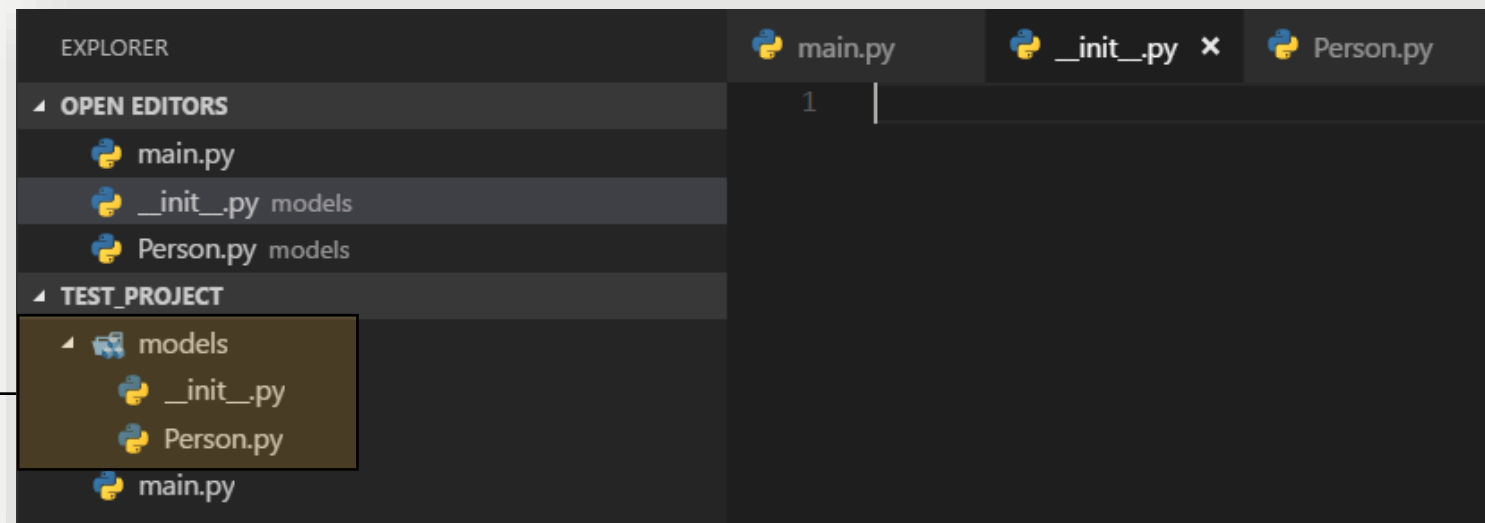 EXPLORER
OPEN EDITORS
main.py
__init__.py models
Person.py models
TEST_PROJECT
models
__init__.py
Person.py
main.py
main.py __init__.py × Person.py
1